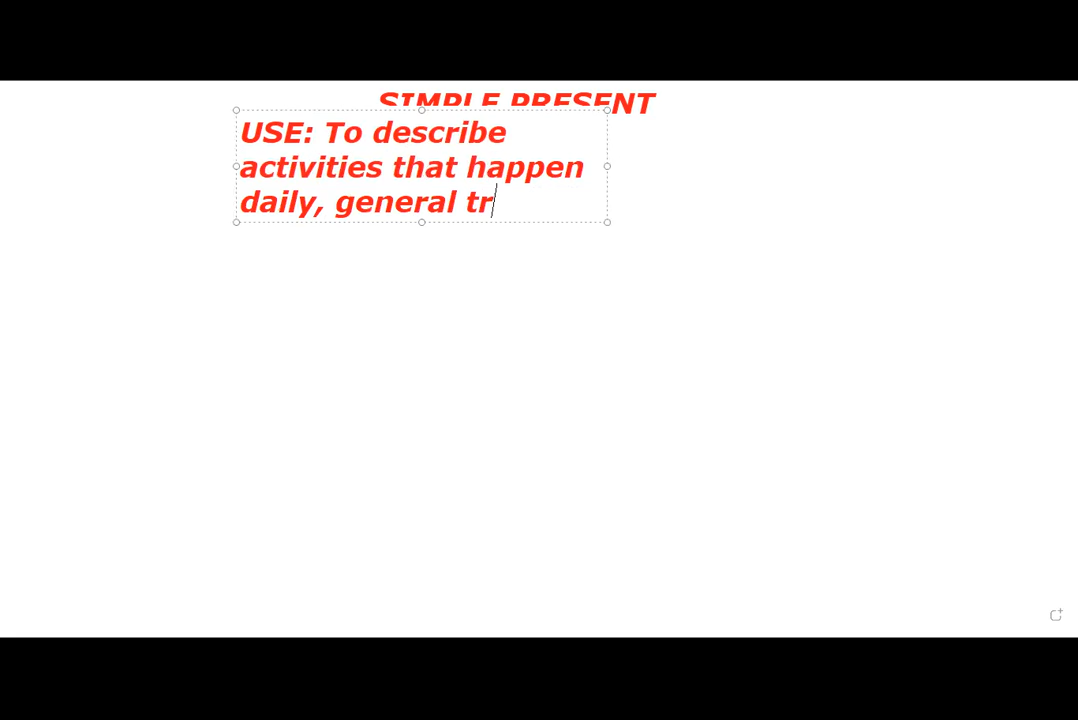 SIMPLE PRESENT
USE: To describe
activities that happen
daily, general tr